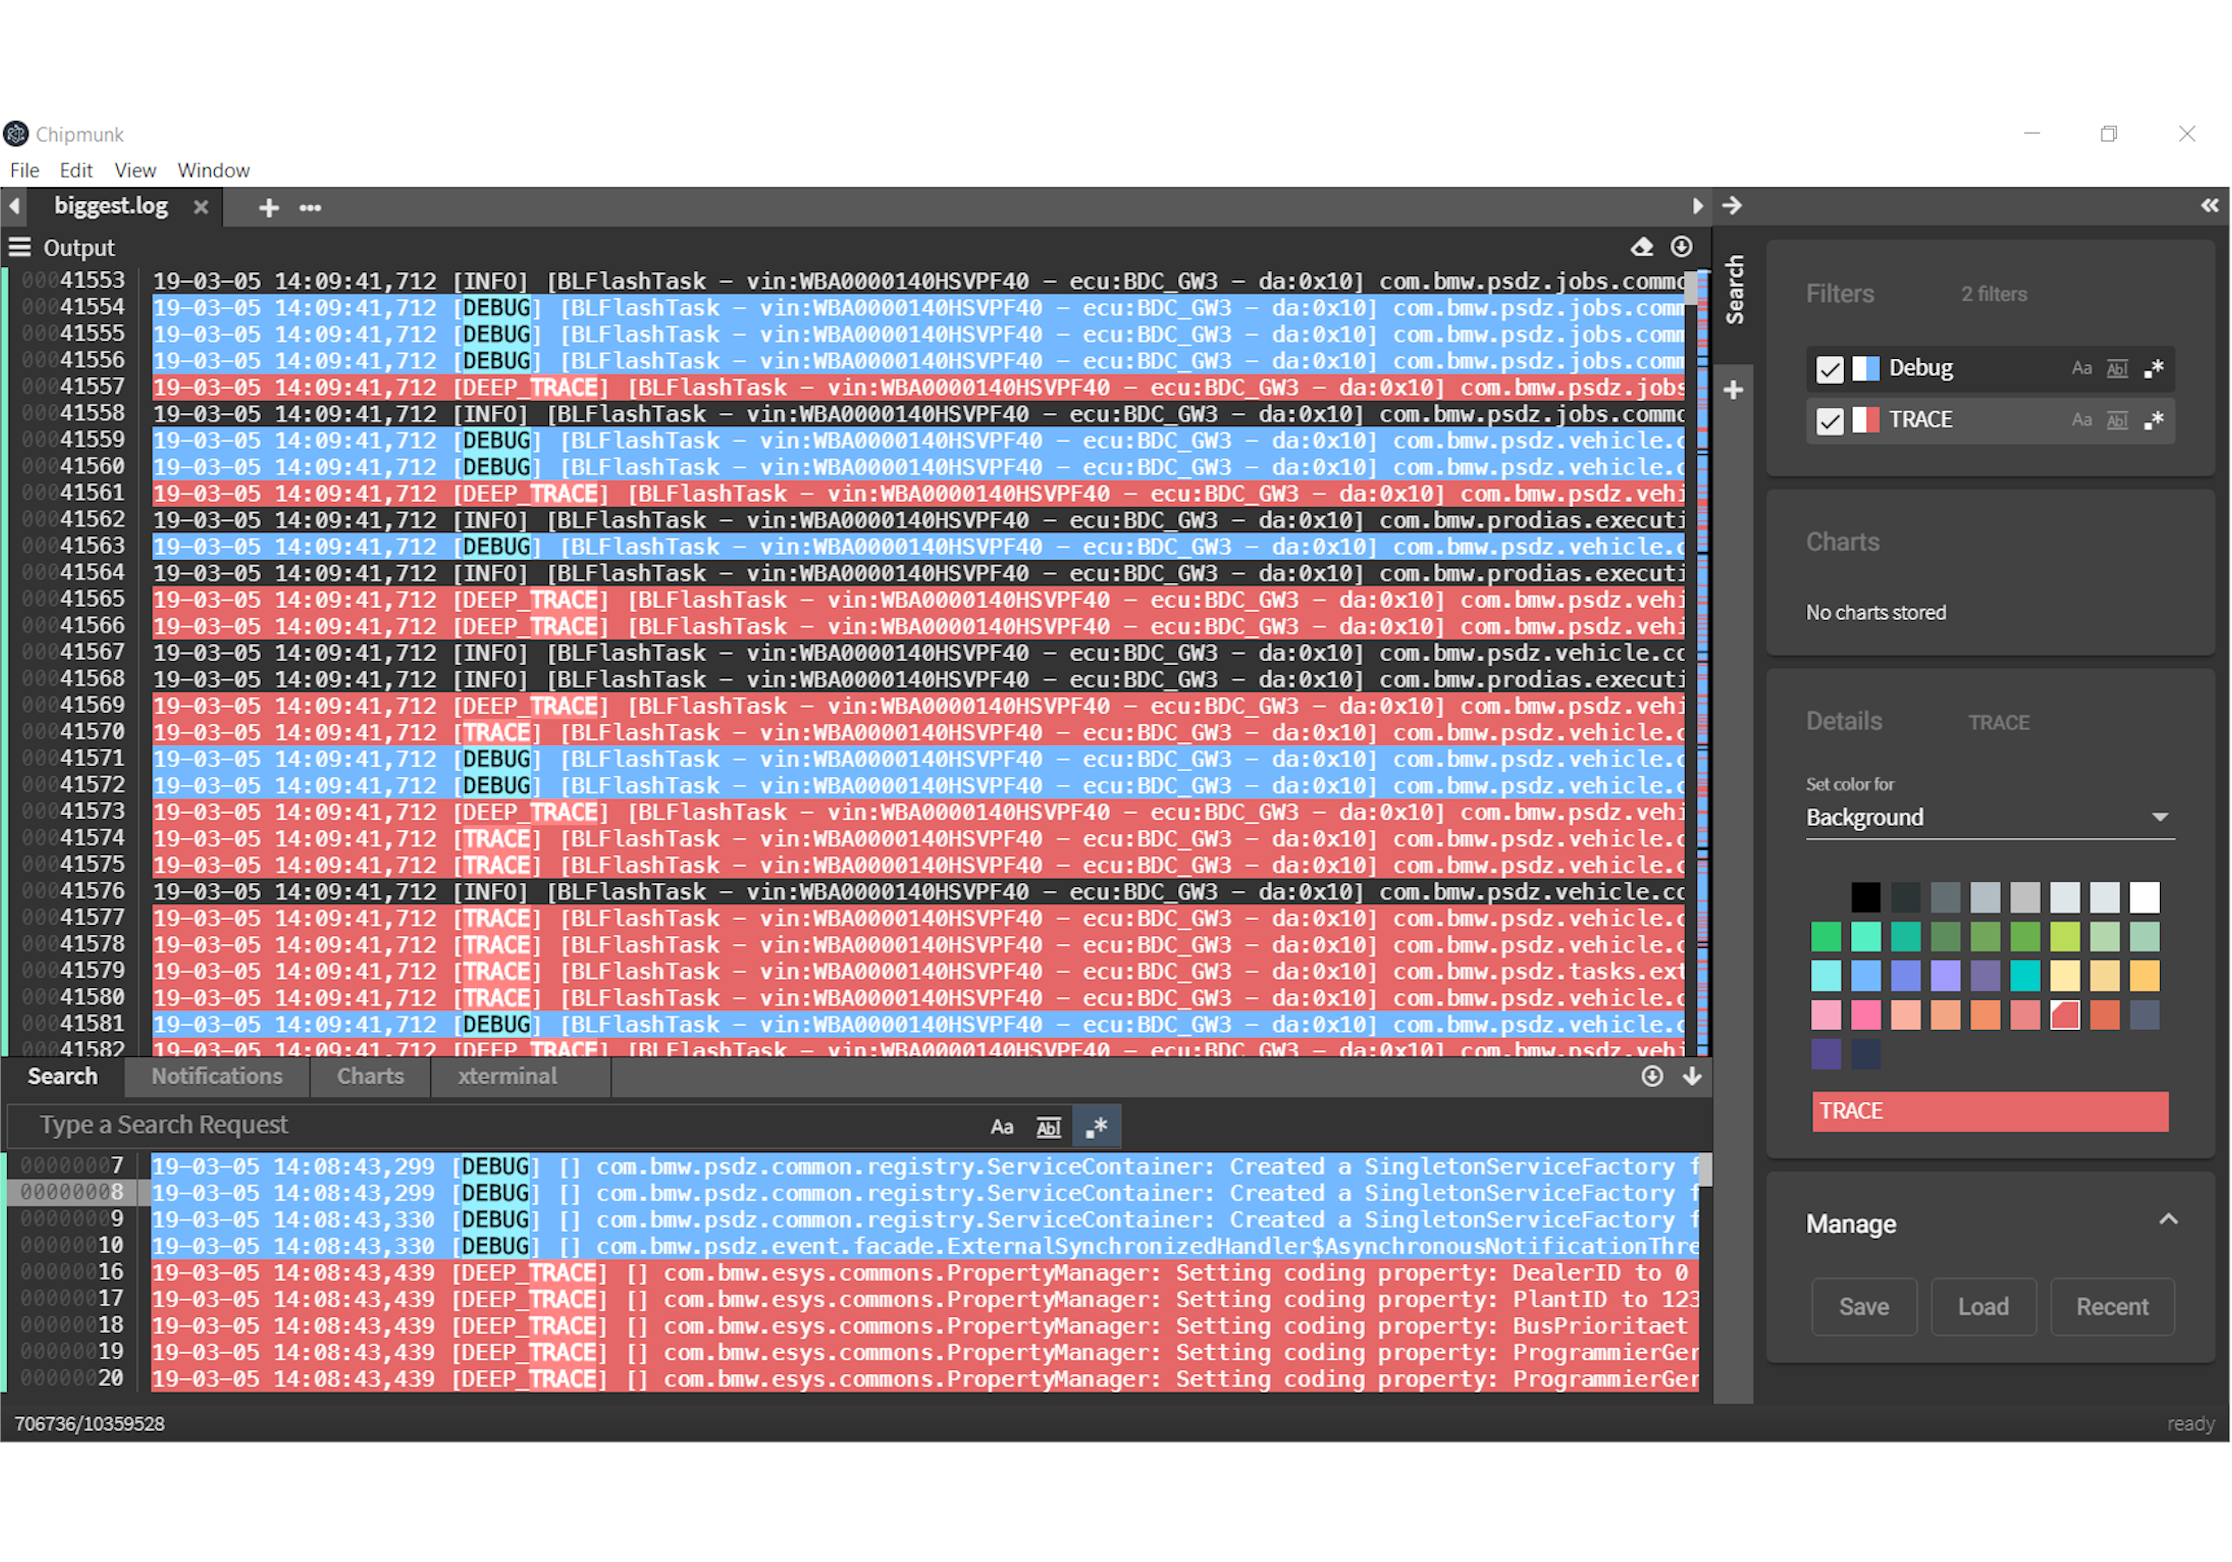 Chipmunk
File Edit View Window
biggest.log
Output
0041553 19-03-05 14:09:41,712 [INFO] [BLFlashTask - vin:WBA0000140HSVPF40 - ecu:BDC_GW3 - da:0x10] com.bmw.psdz.jobs.commo
0041554 19-03-05 14:09:41,712 [DEBUG] [BLFlashTask - vin:WBA0000140HSVPF40 - ecu:BDC_GW3 - da:0x10] com.bmw.psdz.jobs.comm
0041555 19-03-05 14:09:41,712 [DEBUG] [BLFlashTask - vin:WBA0000140HSVPF40 - ecu:BDC_GW3 - da:0x10] com.bmw.psdz.jobs.comm
0041556 19-03-05 14:09:41,712 [DEBUG] [BLFlashTask - vin:WBA0000140HSVPF40 - ecu:BDC_GW3 - da:0x10] com.bmw.psdz.jobs.comm
0041557 19-03-05 14:09:41,712 [DEEP_TRACE] [BLFlashTask - vin:WBA0000140HSVPF40 - ecu:BDC_GW3 - da:0x10] com.bmw.psdz.jobs
0041558 19-03-05 14:09:41,712 [INFO] [BLFlashTask - vin:WBA0000140HSVPF40 - ecu:BDC_GW3 - da:0x10] com.bmw.psdz.jobs.commo
0041559 19-03-05 14:09:41,712 [DEBUG] [BLFlashTask - vin:WBA0000140HSVPF40 - ecu:BDC_GW3 - da:0x10] com.bmw.psdz.vehicle.c
0041560 19-03-05 14:09:41,712 [DEBUG] [BLFlashTask - vin:WBA0000140HSVPF40 - ecu:BDC_GW3 - da:0x10] com.bmw.psdz.vehicle.c
0041561 19-03-05 14:09:41,712 [DEEP_TRACE] [BLFlashTask - vin:WBA0000140HSVPF40 - ecu:BDC_GW3 - da:0x10] com.bmw.psdz.vehi
0041562 19-03-05 14:09:41,712 [INFO] [BLFlashTask - vin:WBA0000140HSVPF40 - ecu:BDC_GW3 - da:0x10] com.bmw.prodias.executi
0041563 19-03-05 14:09:41,712 [DEBUG] [BLFlashTask - vin:WBA0000140HSVPF40 - ecu:BDC_GW3 - da:0x10] com.bmw.psdz.vehicle.c
0041564 19-03-05 14:09:41,712 [INFO] [BLFlashTask - vin:WBA0000140HSVPF40 - ecu:BDC_GW3 - da:0x10] com.bmw.prodias.executi
0041565 19-03-05 14:09:41,712 [DEEP_TRACE] [BLFlashTask - vin:WBA0000140HSVPF40 - ecu:BDC_GW3 - da:0x10] com.bmw.psdz.vehi
0041566 19-03-05 14:09:41,712 [DEEP_TRACE] [BLFlashTask - vin:WBA0000140HSVPF40 - ecu:BDC_GW3 - da:0x10] com.bmw.psdz.vehi
0041567 19-03-05 14:09:41,712 [INFO] [BLFlashTask - vin:WBA0000140HSVPF40 - ecu:BDC_GW3 - da:0x10] com.bmw.psdz.vehicle.co
0041568 19-03-05 14:09:41,712 [INFO] [BLFlashTask - vin:WBA0000140HSVPF40 - ecu:BDC_GW3 - da:0x10] com.bmw.prodias.executi
0041569 19-03-05 14:09:41,712 [DEEP_TRACE] [BLFlashTask - vin:WBA0000140HSVPF40 - ecu:BDC_GW3 - da:0x10] com.bmw.psdz.vehi
0041570 19-03-05 14:09:41,712 [TRACE] [BLFlashTask - vin:WBA0000140HSVPF40 - ecu:BDC_GW3 - da:0x10] com.bmw.psdz.vehicle.c
0041571 19-03-05 14:09:41,712 [DEBUG] [BLFlashTask - vin:WBA0000140HSVPF40 - ecu:BDC_GW3 - da:0x10] com.bmw.psdz.vehicle.c
0041572 19-03-05 14:09:41,712 [DEBUG] [BLFlashTask - vin:WBA0000140HSVPF40 - ecu:BDC_GW3 - da:0x10] com.bmw.psdz.vehicle.c
0041573 19-03-05 14:09:41,712 [DEEP_TRACE] [BLFlashTask - vin:WBA0000140HSVPF40 - ecu:BDC_GW3 - da:0x10] com.bmw.psdz.vehi
0041574 19-03-05 14:09:41,712 [TRACE] [BLFlashTask - vin:WBA0000140HSVPF40 - ecu:BDC_GW3 - da:0x10] com.bmw.psdz.vehicle.c
0041575 19-03-05 14:09:41,712 [TRACE] [BLFlashTask - vin:WBA0000140HSVPF40 - ecu:BDC_GW3 - da:0x10] com.bmw.psdz.vehicle.c
0041576 19-03-05 14:09:41,712 [INFO] [BLFlashTask - vin:WBA0000140HSVPF40 - ecu:BDC_GW3 - da:0x10] com.bmw.psdz.vehicle.co
0041577 19-03-05 14:09:41,712 [TRACE] [BLFlashTask - vin:WBA0000140HSVPF40 - ecu:BDC_GW3 - da:0x10] com.bmw.psdz.vehicle.c
0041578 19-03-05 14:09:41,712 [TRACE] [BLFlashTask - vin:WBA0000140HSVPF40 - ecu:BDC_GW3 - da:0x10] com.bmw.psdz.vehicle.c
0041579 19-03-05 14:09:41,712 [TRACE] [BLFlashTask - vin:WBA0000140HSVPF40 - ecu:BDC_GW3 - da:0x10] com.bmw.psdz.tasks.ext
0041580 19-03-05 14:09:41,712 [TRACE] [BLFlashTask - vin:WBA0000140HSVPF40 - ecu:BDC_GW3 - da:0x10] com.bmw.psdz.vehicle.c
0041581 19-03-05 14:09:41,712 [DEBUG] [BLFlashTask - vin:WBA0000140HSVPF40 - ecu:BDC_GW3 - da:0x10] com.bmw.psdz.vehicle.c
0041582 19-03-05 14:09:41,712 [DEEP_TRACE] [BLFlashTask - vin:WBA0000140HSVPF40 - ecu:BDC_GW3 - da:0x10] com.bmw.psdz.vehi
Search Notifications Charts xterminal
Type a Search Request Aa Abl .*
000000007 19-03-05 14:08:43,299 [DEBUG] [] com.bmw.psdz.common.registry.ServiceContainer: Created a SingletonServiceFactory f
000000008 19-03-05 14:08:43,299 [DEBUG] [] com.bmw.psdz.common.registry.ServiceContainer: Created a SingletonServiceFactory f
000000009 19-03-05 14:08:43,330 [DEBUG] [] com.bmw.psdz.common.registry.ServiceContainer: Created a SingletonServiceFactory f
00000010 19-03-05 14:08:43,330 [DEBUG] [] com.bmw.psdz.event.facade.ExternalSynchronizedHandler$AsynchronousNotificationThre
00000016 19-03-05 14:08:43,439 [DEEP_TRACE] [] com.bmw.esys.commons.PropertyManager: Setting coding property: DealerID to 0
00000017 19-03-05 14:08:43,439 [DEEP_TRACE] [] com.bmw.esys.commons.PropertyManager: Setting coding property: PlantID to 123
00000018 19-03-05 14:08:43,439 [DEEP_TRACE] [] com.bmw.esys.commons.PropertyManager: Setting coding property: BusPrioritaet
00000019 19-03-05 14:08:43,439 [DEEP_TRACE] [] com.bmw.esys.commons.PropertyManager: Setting coding property: ProgrammierGer
00000020 19-03-05 14:08:43,439 [DEEP_TRACE] [] com.bmw.esys.commons.PropertyManager: Setting coding property: ProgrammierGer
706736/10359528
Search
Filters 2 filters
Debug Aa Abl .*
TRACE Aa Abl .*
Charts
No charts stored
Details TRACE
Set color for
Background
TRACE
Manage
Save Load Recent
ready